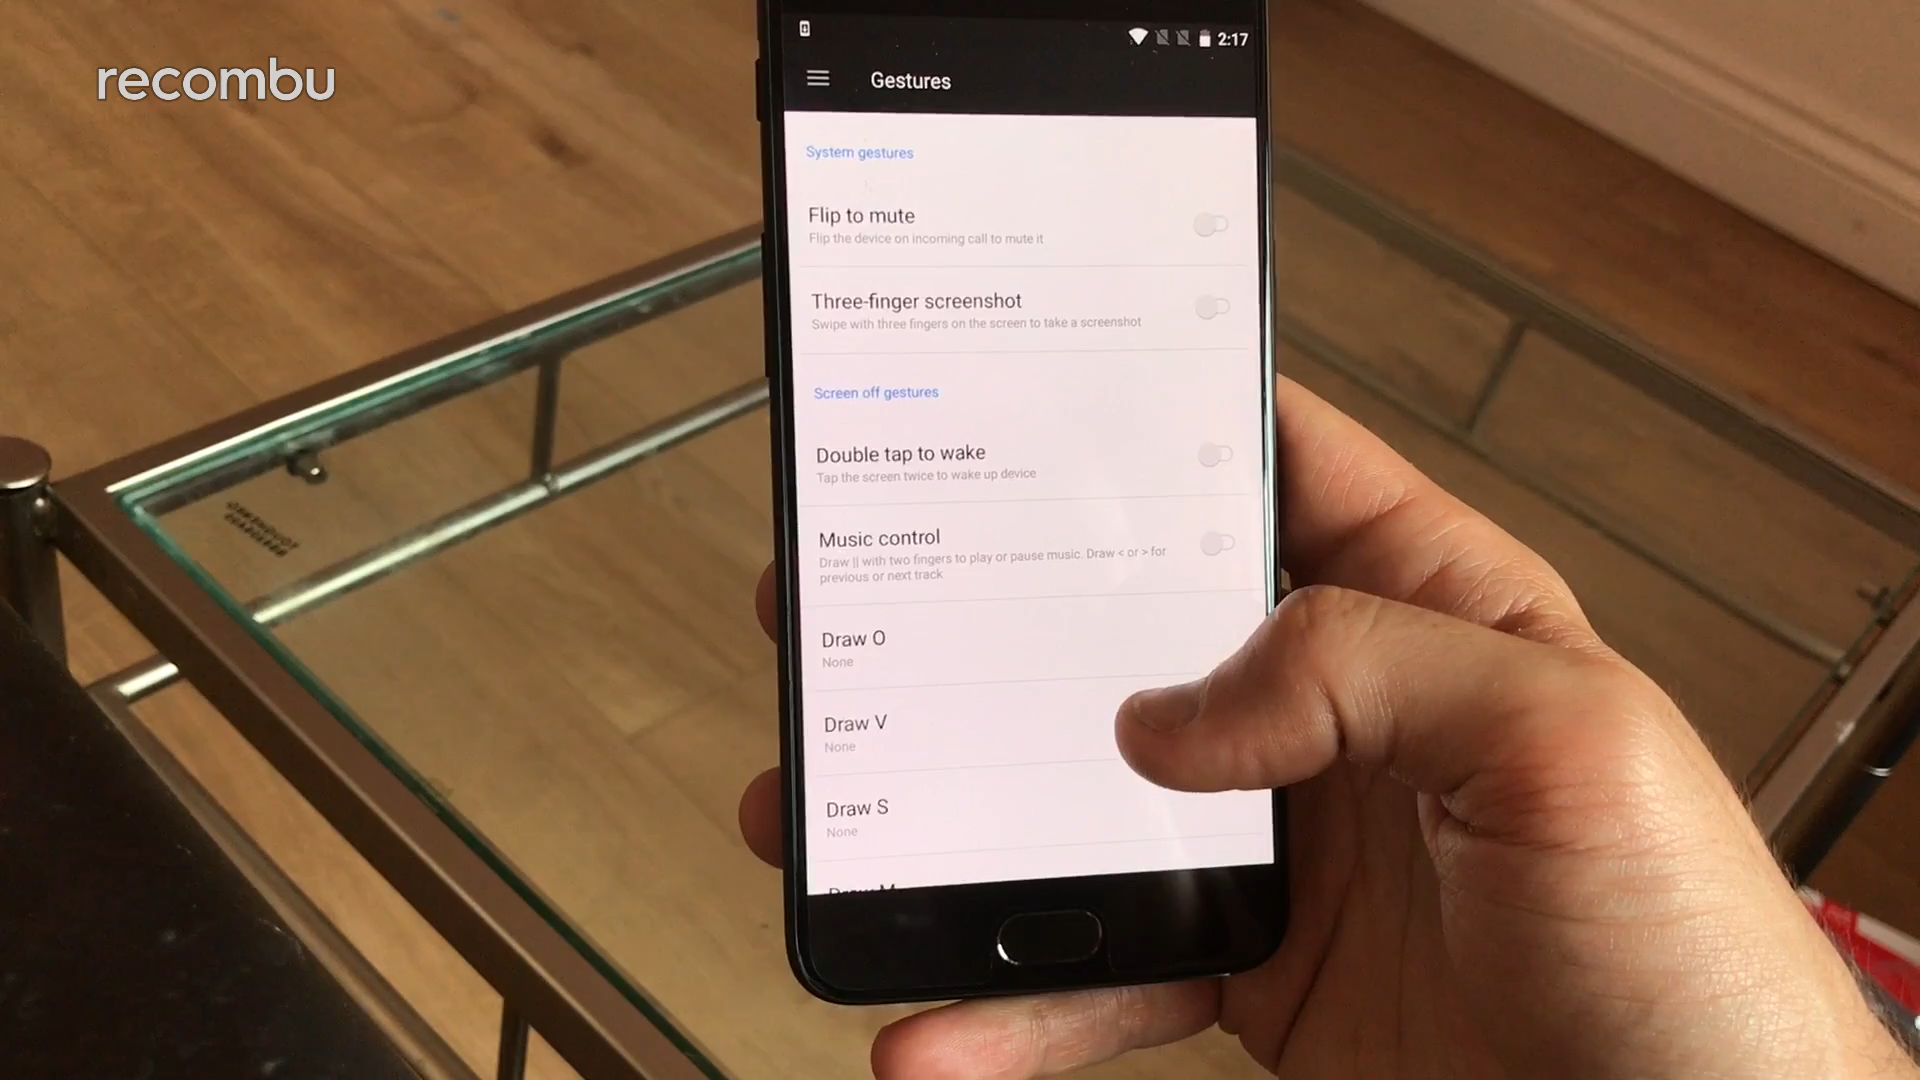 recombu
2:17
Gestures
System gestures
Flip to mute
Flip the device on incoming call to mute it
Three-finger screenshot
Swipe with three fingers on the screen to take a screenshot
Screen off gestures
Double tap to wake
Tap the screen twice to wake up device
Music control
Draw || with two fingers to play or pause music. Draw < or > for
previous or next track
Draw O
None
Draw V
None
Draw S
None
Draw M